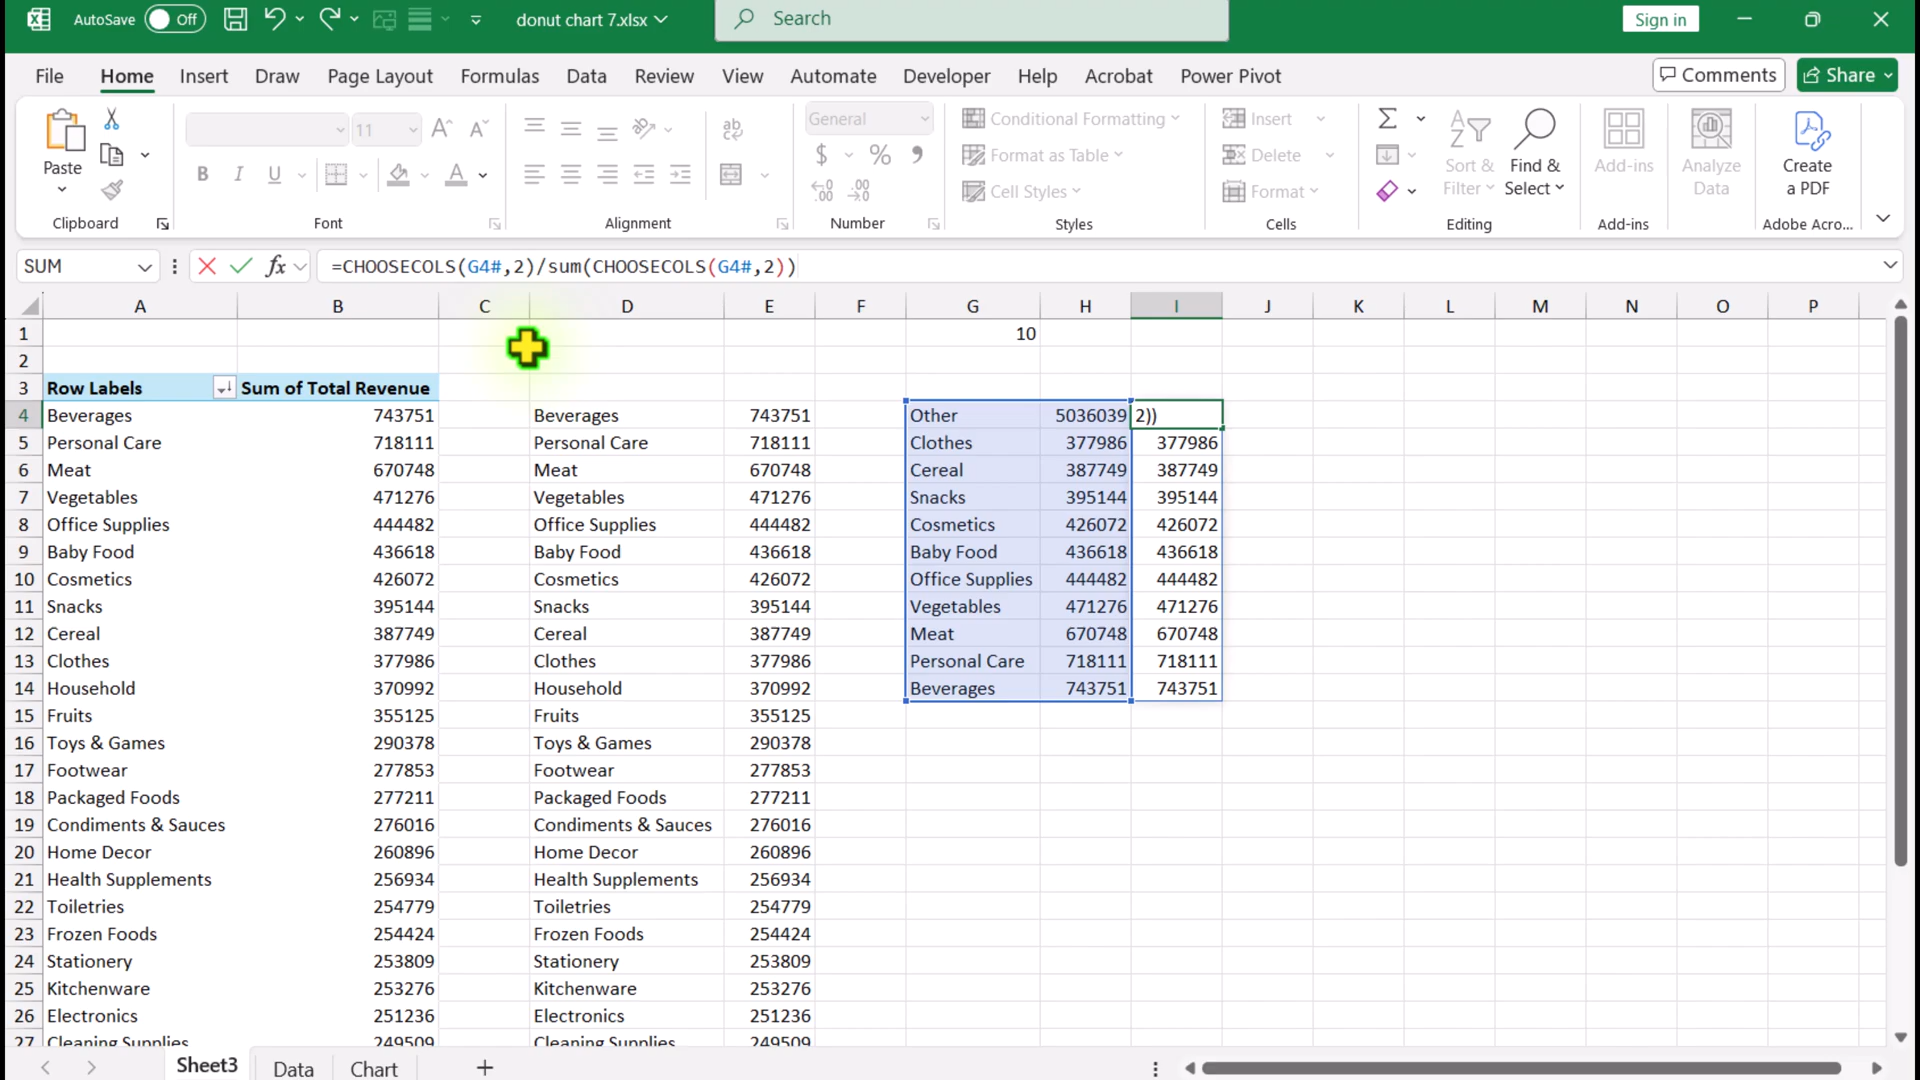 AutoSave Off donut chart 7.xlsx Search Sign in
File Home Insert Draw Page Layout Formulas Data Review View Automate Developer Help Acrobat Power Pivot Comments Share
Paste
Clipboard
11
B I U
Font
ab
Alignment
General
$ %
Number
Conditional Formatting
Format as Table
Cell Styles
Styles
Insert
Delete
Format
Cells
Sort & Filter
Find & Select
Editing
Add-ins
Add-ins
Analyze Data
Create a PDF
Adobe Acro...
SUM fx =CHOOSECOLS(G4#,2)/sum(CHOOSECOLS(G4#,2))
A B C D E F G H I J K L M N O P
1 10
2
3 Row Labels Sum of Total Revenue
4 Beverages 743751 Beverages 743751 Other 5036039 2))
5 Personal Care 718111 Personal Care 718111 Clothes 377986 377986
6 Meat 670748 Meat 670748 Cereal 387749 387749
7 Vegetables 471276 Vegetables 471276 Snacks 395144 395144
8 Office Supplies 444482 Office Supplies 444482 Cosmetics 426072 426072
9 Baby Food 436618 Baby Food 436618 Baby Food 436618 436618
10 Cosmetics 426072 Cosmetics 426072 Office Supplies 444482 444482
11 Snacks 395144 Snacks 395144 Vegetables 471276 471276
12 Cereal 387749 Cereal 387749 Meat 670748 670748
13 Clothes 377986 Clothes 377986 Personal Care 718111 718111
14 Household 370992 Household 370992 Beverages 743751 743751
15 Fruits 355125 Fruits 355125
16 Toys & Games 290378 Toys & Games 290378
17 Footwear 277853 Footwear 277853
18 Packaged Foods 277211 Packaged Foods 277211
19 Condiments & Sauces 276016 Condiments & Sauces 276016
20 Home Decor 260896 Home Decor 260896
21 Health Supplements 256934 Health Supplements 256934
22 Toiletries 254779 Toiletries 254779
23 Frozen Foods 254424 Frozen Foods 254424
24 Stationery 253809 Stationery 253809
25 Kitchenware 253276 Kitchenware 253276
26 Electronics 251236 Electronics 251236
27 Cleaning Supplies 249509 Cleaning Supplies 249509
Sheet3 Data Chart